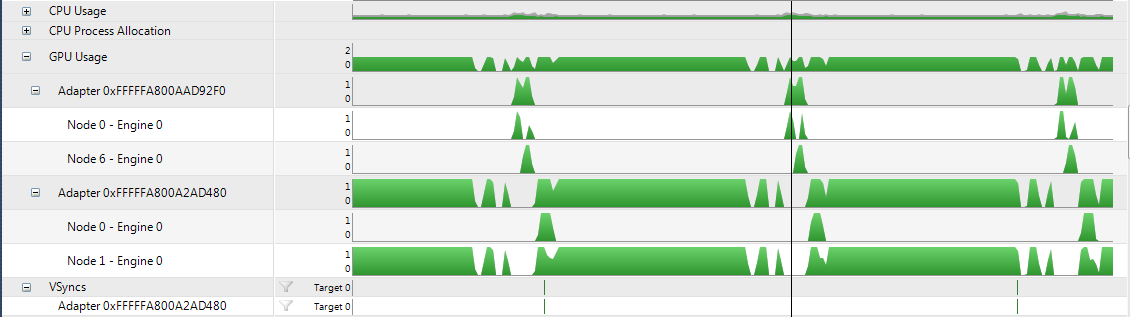 CPU Usage
CPU Process Allocation
GPU Usage 2 0
Adapter 0xFFFFFA800AAD92F0 1 0
Node 0 - Engine 0 1 0
Node 6 - Engine 0 1 0
Adapter 0xFFFFFA800A2AD480 1 0
Node 0 - Engine 0 1 0
Node 1 - Engine 0 1 0
VSyncs Target 0
Adapter 0xFFFFFA800A2AD480 Target 0